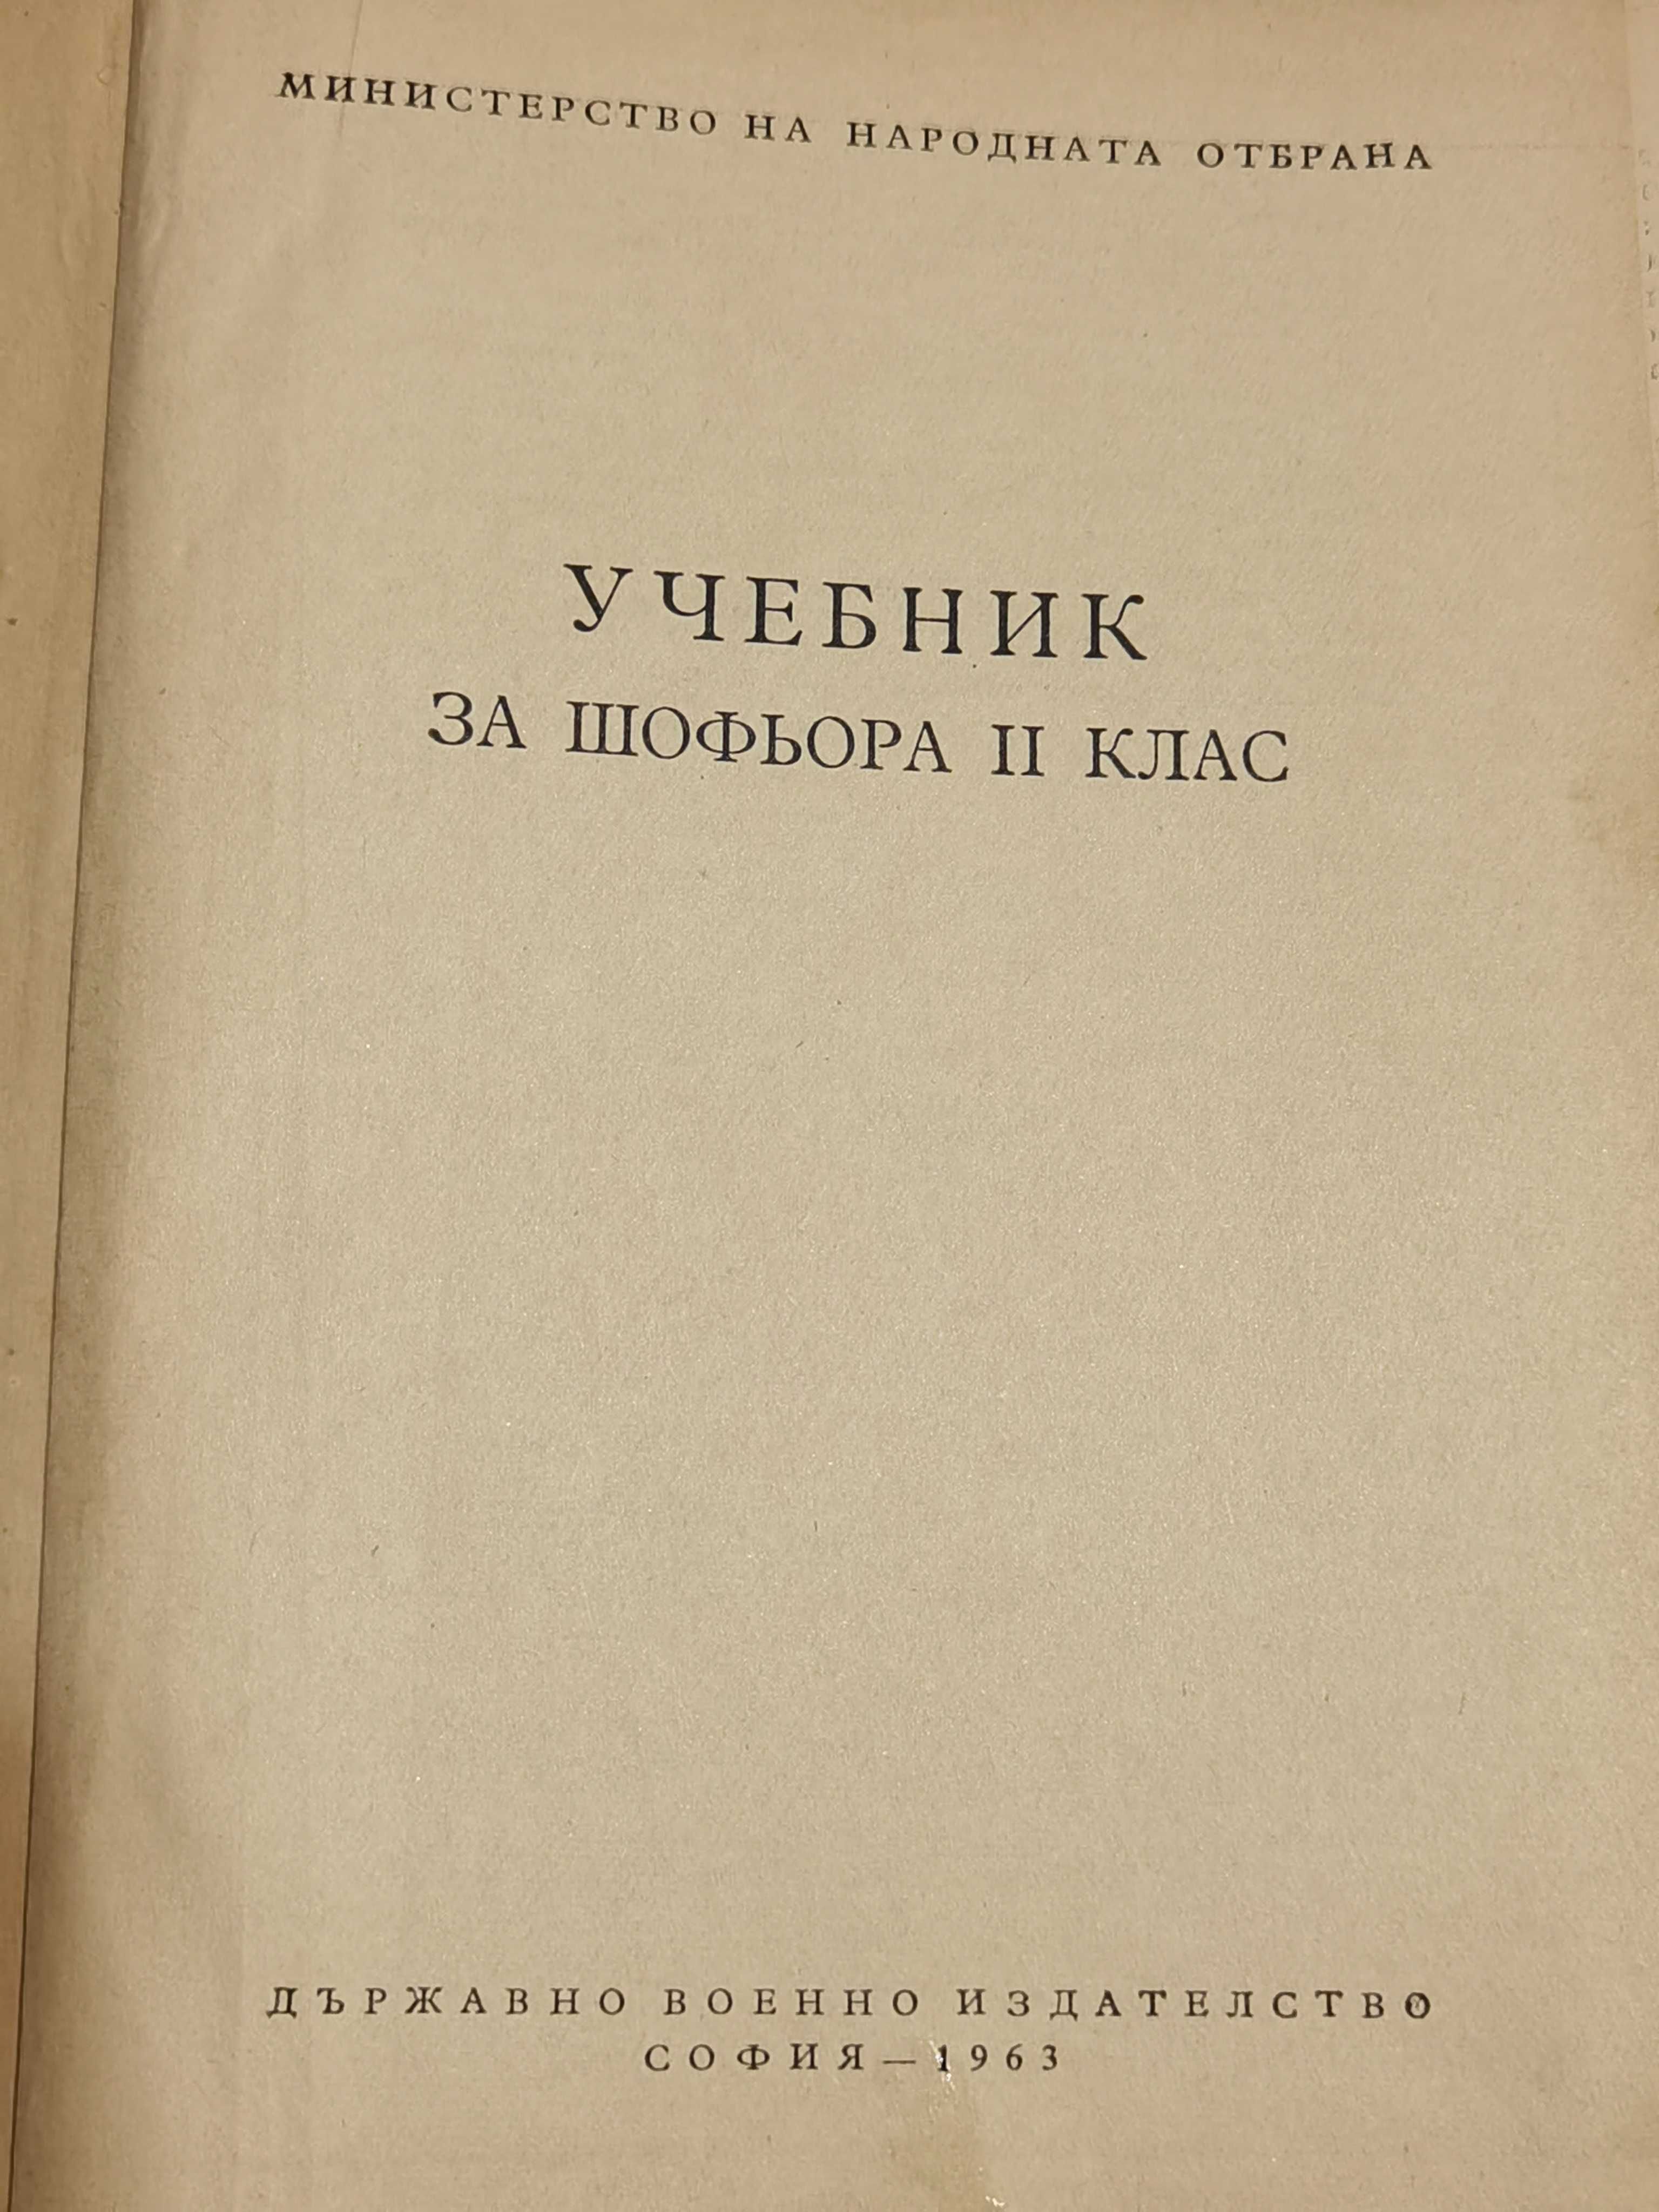 МИНИСТЕРСТВО НА НАРОДНАТА ОТБРАНА
УЧЕБНИК
ЗА ШОФЬОРА II КЛАС
ДЪРЖАВНО ВОЕННО ИЗДАТЕЛСТВО
СОФИЯ — 1963